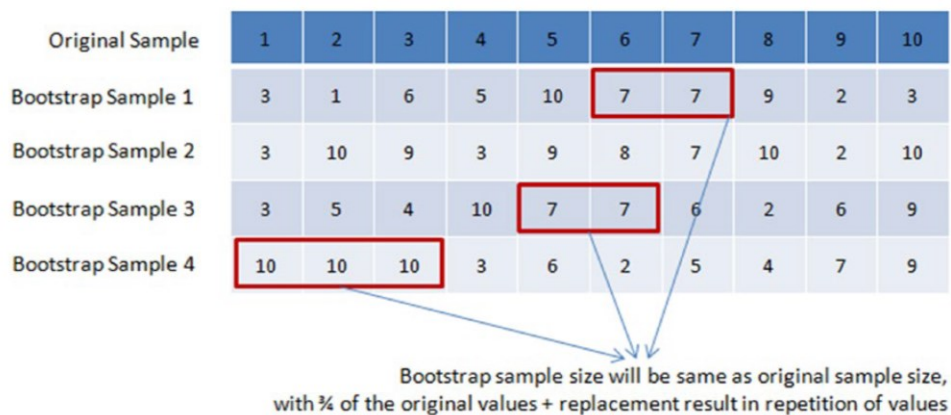 Original Sample 1 2 3 4 5 6 7 8 9 10
Bootstrap Sample 1 3 1 6 5 10 7 7 9 2 3
Bootstrap Sample 2 3 10 9 3 9 8 7 10 2 10
Bootstrap Sample 3 3 5 4 10 7 7 6 2 6 9
Bootstrap Sample 4 10 10 10 3 6 2 5 4 7 9
Bootstrap sample size will be same as original sample size,
with ¾ of the original values + replacement result in repetition of values